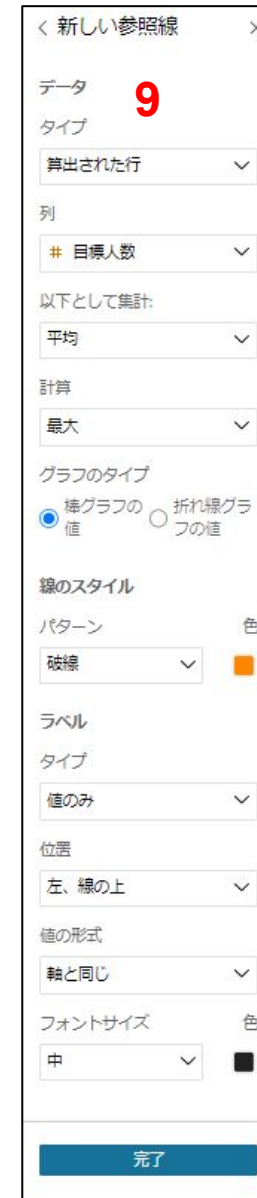 < 新しい参照線 ×
データ
9
タイプ
算出された行
列
# 目標人数
以下として集計:
平均
計算
最大
グラフのタイプ
棒グラフの値
折れ線グラフの値
線のスタイル
パターン 色
破線
ラベル
タイプ
値のみ
位置
左、線の上
値の形式
軸と同じ
フォントサイズ 色
中
完了